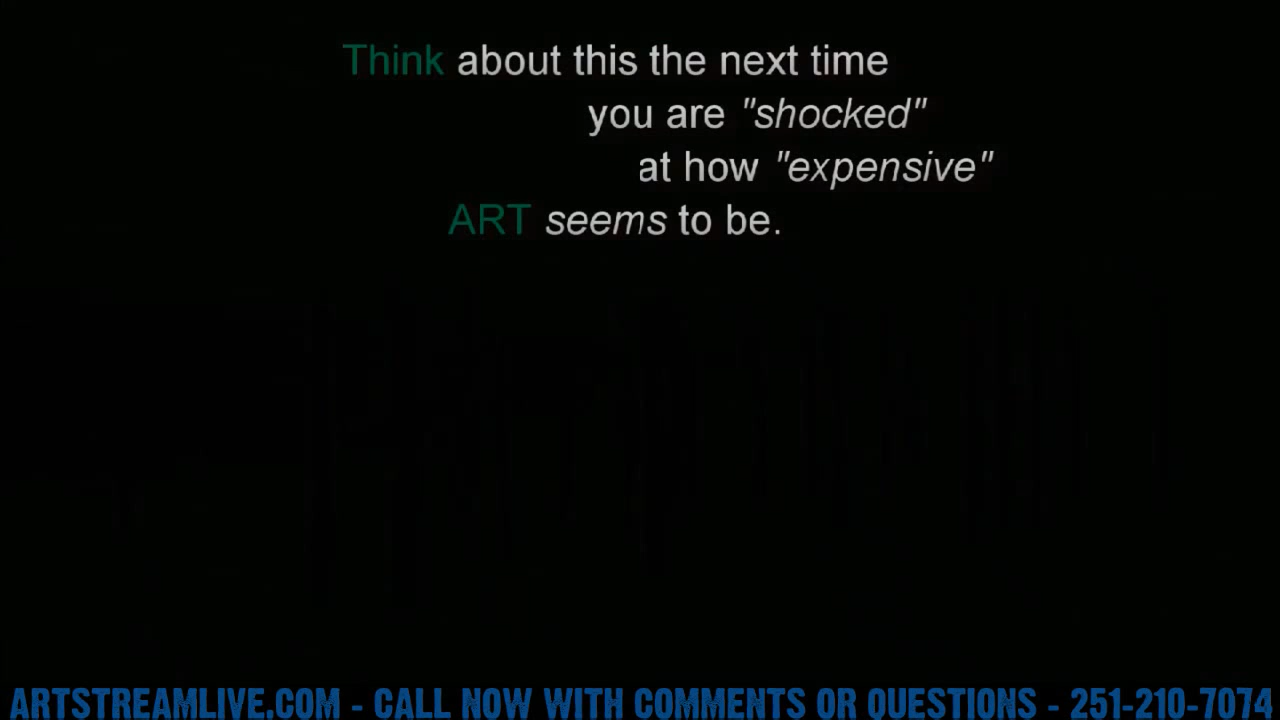 Think about this the next time
you are "shocked"
at how "expensive"
ART seems to be.
ARTSTREAMLIVE.COM - CALL NOW WITH COMMENTS OR QUESTIONS - 251-210-7074